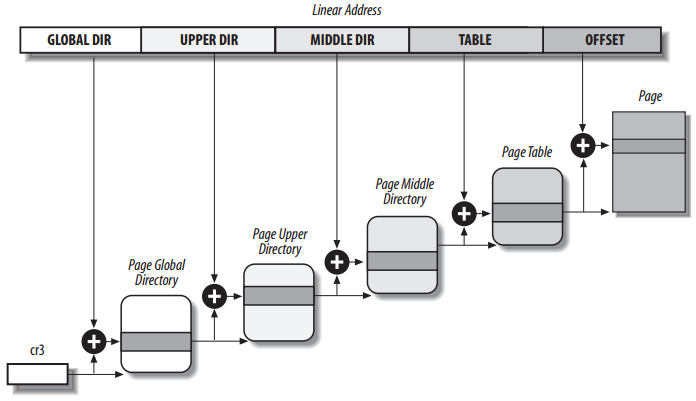 Linear Address
GLOBAL DIR
UPPER DIR
MIDDLE DIR
TABLE
OFFSET
Page
Page Table
Page Middle
Directory
Page Upper
Directory
Page Global
Directory
cr3
+
+
+
+
+